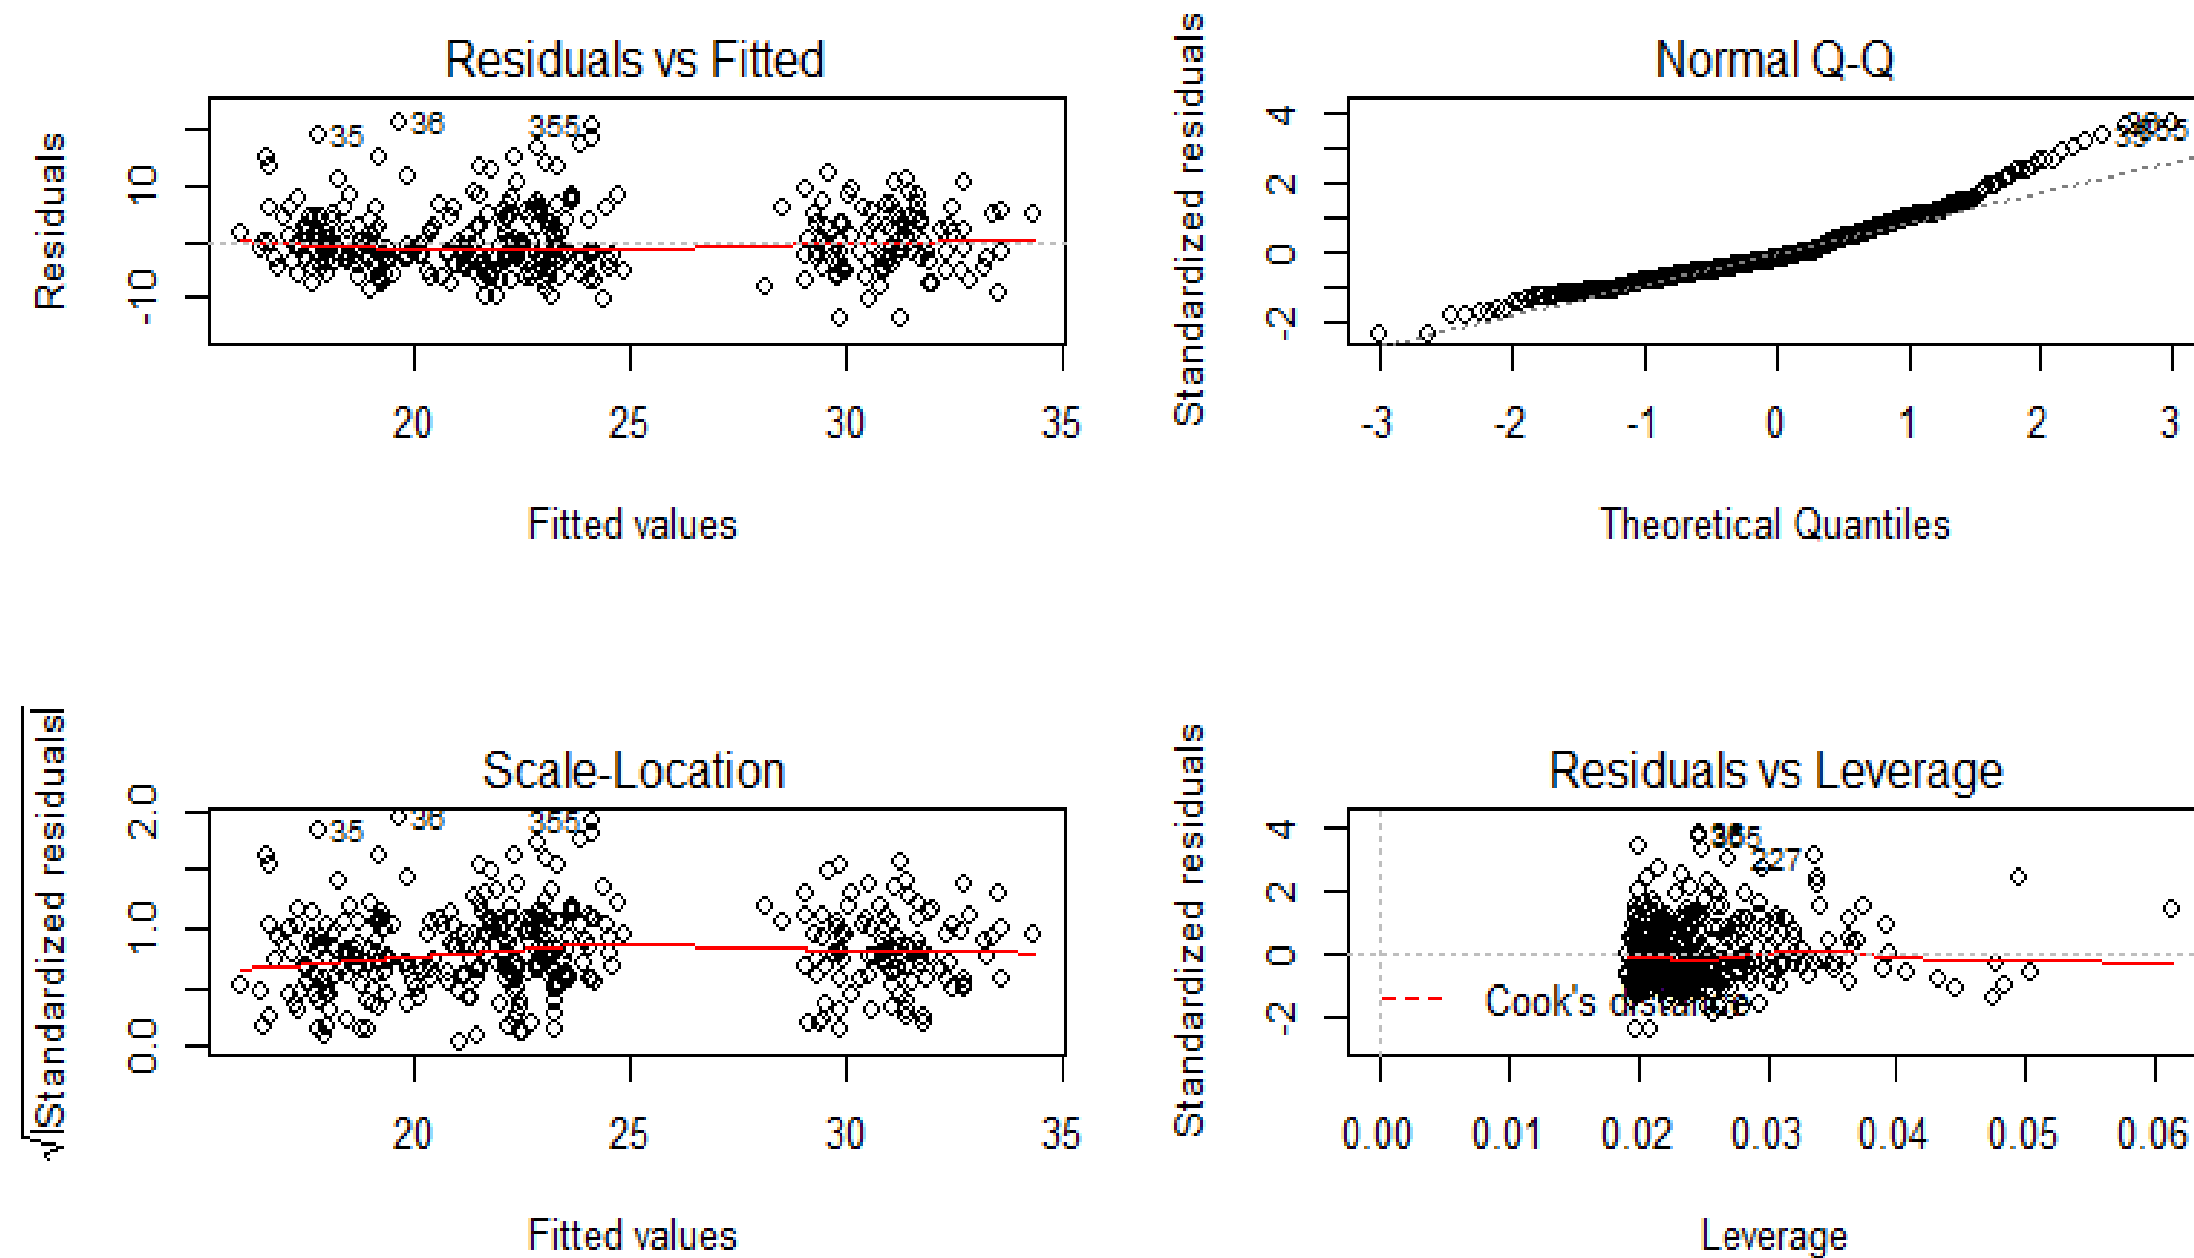 Residuals vs Fitted
Residuals
10
-10
35
36
355
20 25 30 35
Fitted values
Normal Q-Q
Standardized residuals
4
2
0
-2
-3 -2 -1 0 1 2 3
Theoretical Quantiles
Scale-Location
√|Standardized residuals|
2.0
1.0
0.0
35
36
355
20 25 30 35
Fitted values
Residuals vs Leverage
Standardized residuals
4
2
0
-2
227
Cook's distance
0.00 0.01 0.02 0.03 0.04 0.05 0.06
Leverage